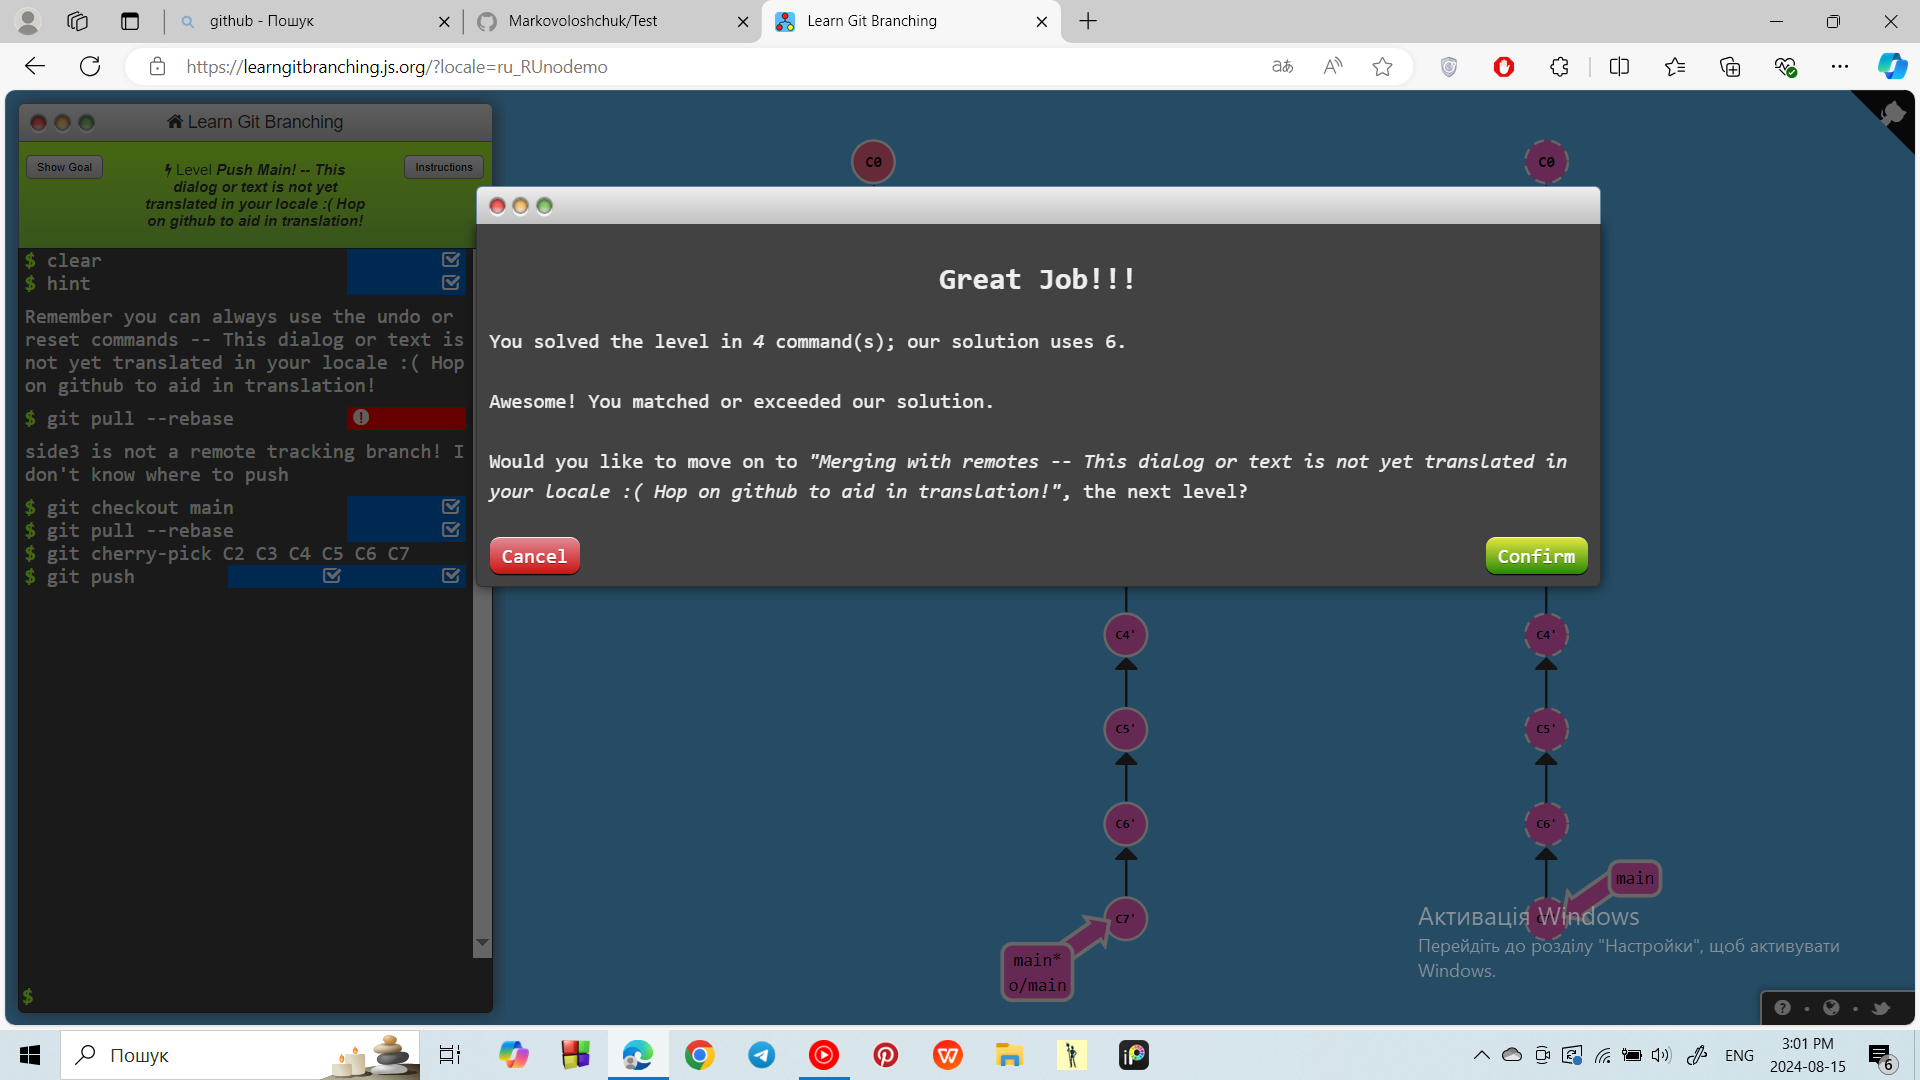 github - Пошук
Markovoloshchuk/Test
Learn Git Branching
https://learngitbranching.js.org/?locale=ru_RUnodemo
Learn Git Branching
Show Goal
Level Push Main! -- This
dialog or text is not yet
translated in your locale :( Hop
on github to aid in translation!
Instructions
$ clear
$ hint
Remember you can always use the undo or
reset commands -- This dialog or text is
not yet translated in your locale :( Hop
on github to aid in translation!
$ git pull --rebase
side3 is not a remote tracking branch! I
don't know where to push
$ git checkout main
$ git pull --rebase
$ git cherry-pick C2 C3 C4 C5 C6 C7
$ git push
$
C0
C0
Great Job!!!
You solved the level in 4 command(s); our solution uses 6.
Awesome! You matched or exceeded our solution.
Would you like to move on to "Merging with remotes -- This dialog or text is not yet translated in
your locale :( Hop on github to aid in translation!", the next level?
Cancel
Confirm
C4'
C4'
C5'
C5'
C6'
C6'
C7'
main
main*
o/main
Активація Windows
Перейдіть до розділу "Настройки", щоб активувати
Windows.
Пошук
ENG
3:01 PM
2024-08-15
6